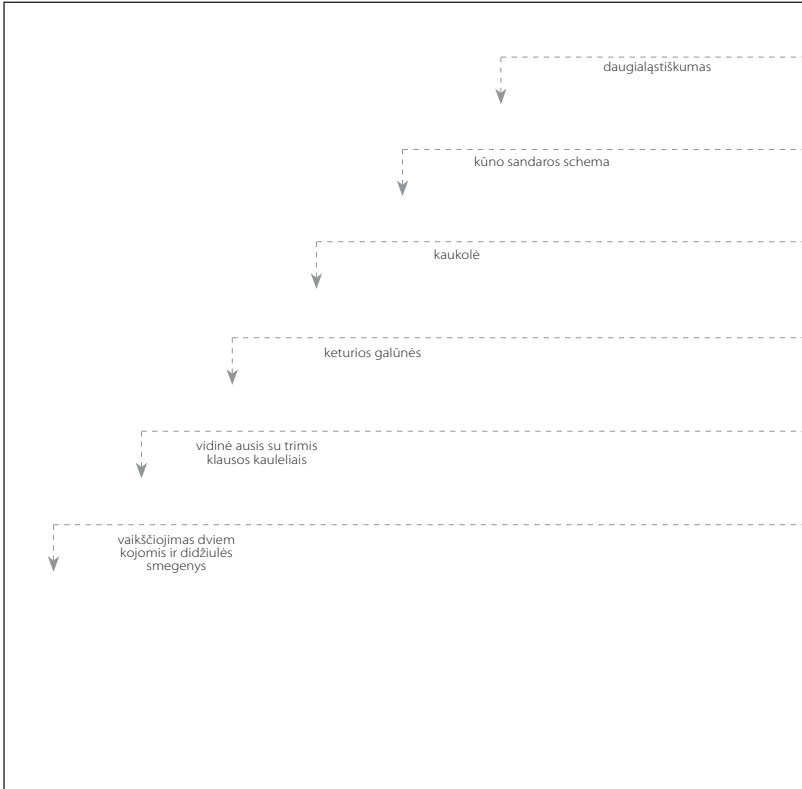 daugialąstiškumas
kūno sandaros schema
kaukolė
keturios galūnės
vidinė ausis su trimis
klausos kauleliais
vaikščiojimas dviem
kojomis ir didžiulės
smegenys